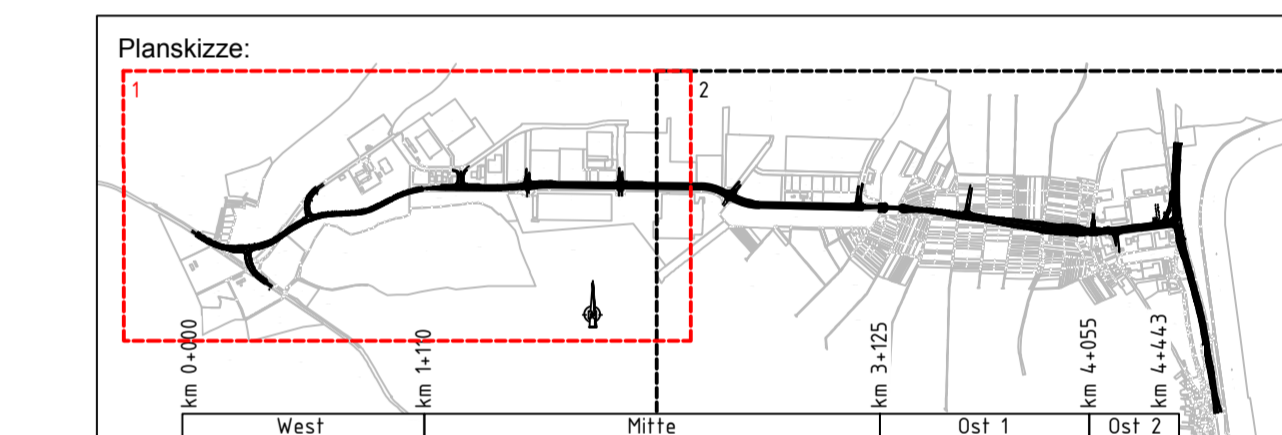 Planskizze:
1
2
km 0+000
km 1+110
km 3+125
km 4+055
km 4+443
West
Mitte
Ost 1
Ost 2